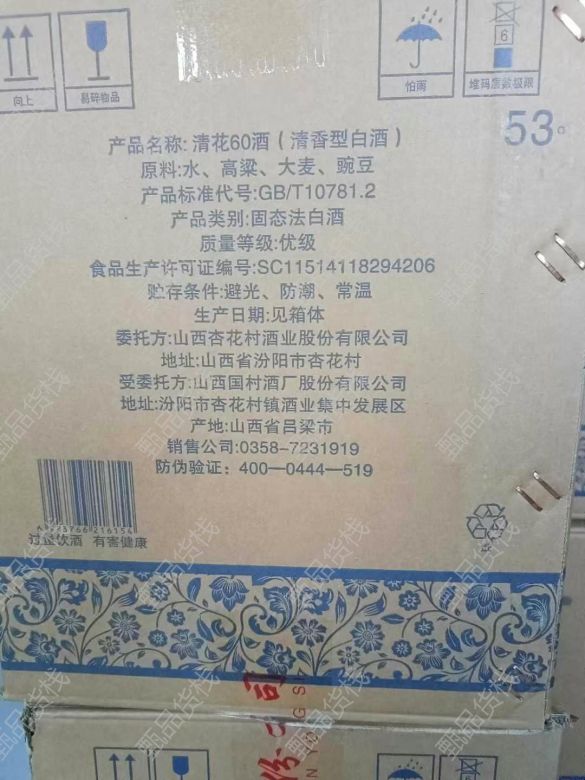 向上
易碎物品
怕雨
6
堆码层数极限
53°
产品名称: 清花60酒（清香型白酒）
原料:水、高粱、大麦、豌豆
产品标准代号:GB/T10781.2
产品类别:固态法白酒
质量等级:优级
食品生产许可证编号:SC11514118294206
贮存条件:避光、防潮、常温
生产日期:见箱体
委托方:山西杏花村酒业股份有限公司
地址:山西省汾阳市杏花村
受委托方:山西国村酒厂股份有限公司
地址:汾阳市杏花村镇酒业集中发展区
产地:山西省吕梁市
销售公司:0358-7231919
防伪验证：400—0444—519
过量饮酒 有害健康
司
甄品货栈